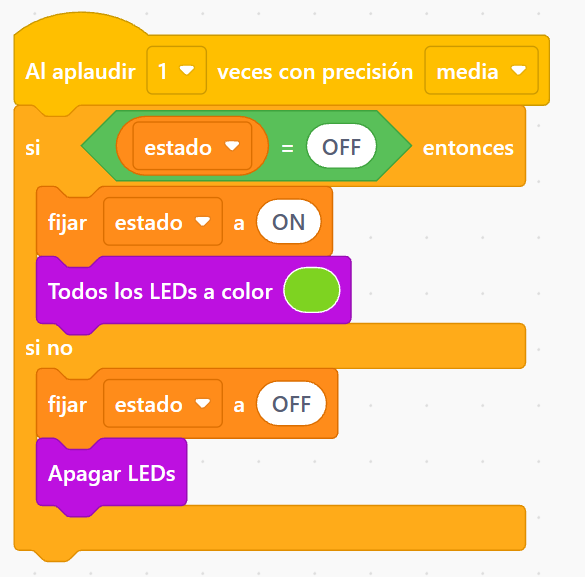 Al aplaudir 1 veces con precisión media
si estado = OFF entonces
fijar estado a ON
Todos los LEDs a color
si no
fijar estado a OFF
Apagar LEDs